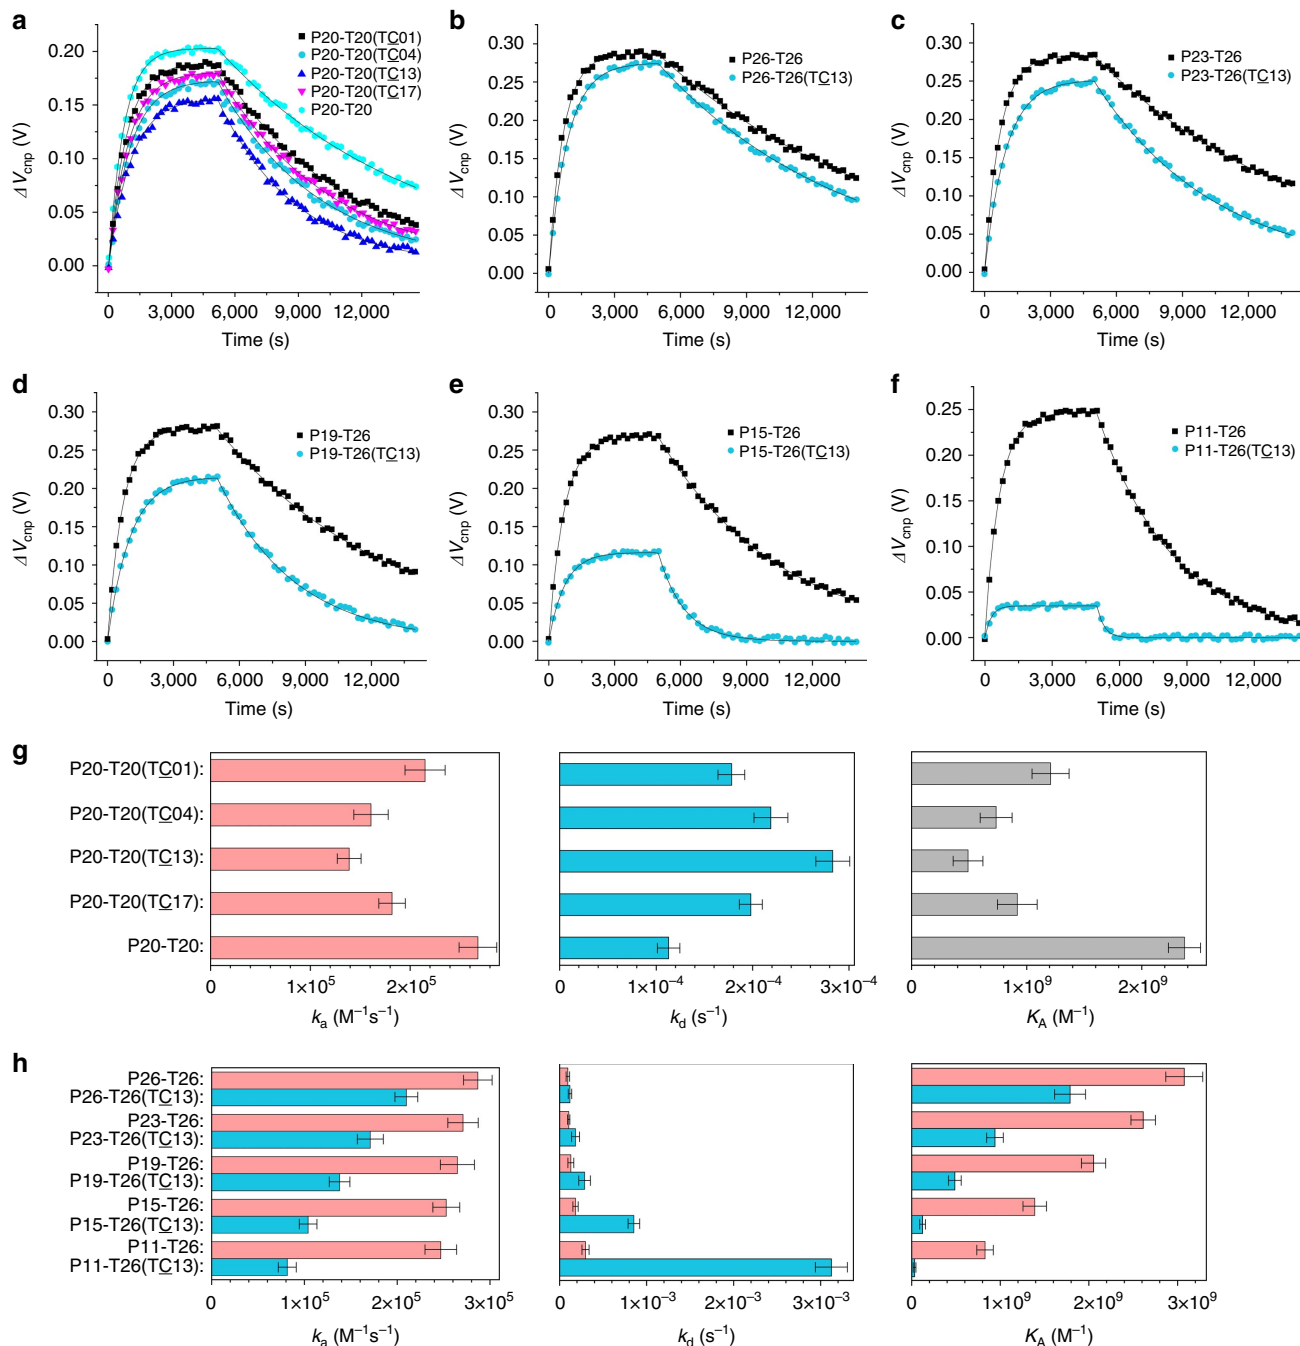 a
0.20
0.15
0.10
0.05
0.00
ΔVcnp (V)
0 3,000 6,000 9,000 12,000
Time (s)
P20-T20(TC01)
P20-T20(TC04)
P20-T20(TC13)
P20-T20(TC17)
P20-T20
b
0.30
0.25
0.20
0.15
0.10
0.05
0.00
ΔVcnp (V)
0 3,000 6,000 9,000 12,000
Time (s)
P26-T26
P26-T26(TC13)
c
0.30
0.25
0.20
0.15
0.10
0.05
0.00
ΔVcnp (V)
0 3,000 6,000 9,000 12,000
Time (s)
P23-T26
P23-T26(TC13)
d
0.30
0.25
0.20
0.15
0.10
0.05
0.00
ΔVcnp (V)
0 3,000 6,000 9,000 12,000
Time (s)
P19-T26
P19-T26(TC13)
e
0.30
0.25
0.20
0.15
0.10
0.05
0.00
ΔVcnp (V)
0 3,000 6,000 9,000 12,000
Time (s)
P15-T26
P15-T26(TC13)
f
0.25
0.20
0.15
0.10
0.05
0.00
ΔVcnp (V)
0 3,000 6,000 9,000 12,000
Time (s)
P11-T26
P11-T26(TC13)
g
P20-T20(TC01):
P20-T20(TC04):
P20-T20(TC13):
P20-T20(TC17):
P20-T20:
0 1×10⁵ 2×10⁵
kₐ (M⁻¹s⁻¹)
0 1×10⁻⁴ 2×10⁻⁴ 3×10⁻⁴
kd (s⁻¹)
0 1×10⁹ 2×10⁹
KA (M⁻¹)
h
P26-T26:
P26-T26(TC13):
P23-T26:
P23-T26(TC13):
P19-T26:
P19-T26(TC13):
P15-T26:
P15-T26(TC13):
P11-T26:
P11-T26(TC13):
0 1×10⁵ 2×10⁵ 3×10⁵
kₐ (M⁻¹s⁻¹)
0 1×10⁻³ 2×10⁻³ 3×10⁻³
kd (s⁻¹)
0 1×10⁹ 2×10⁹ 3×10⁹
KA (M⁻¹)